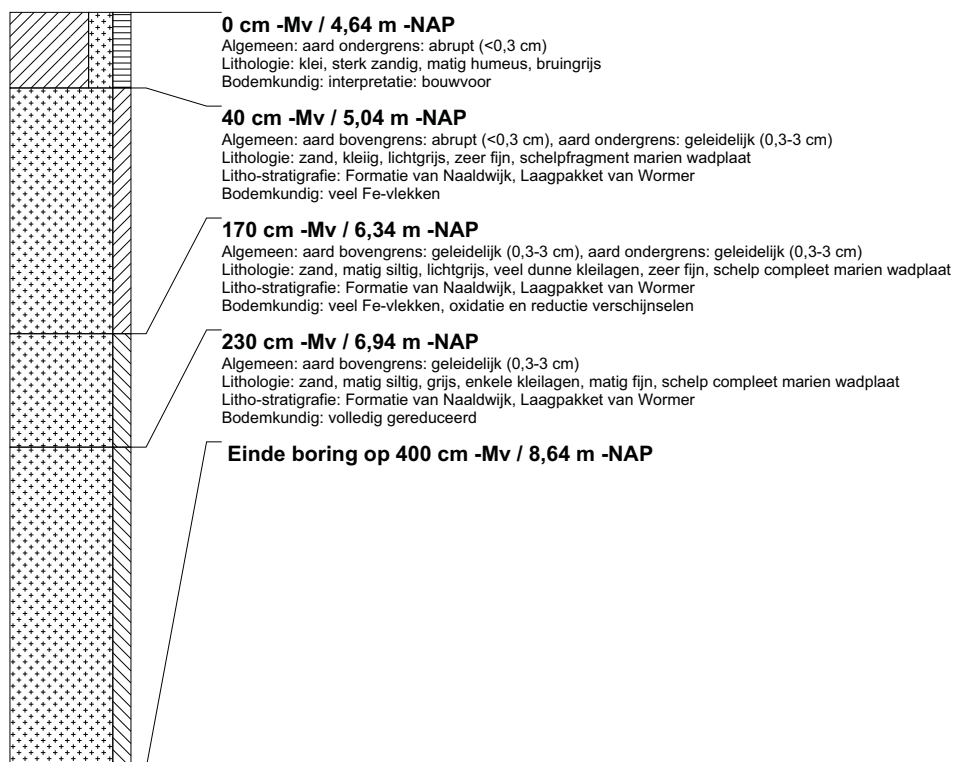 0 cm -Mv / 4,64 m -NAP
Algemeen: aard ondergrens: abrupt (<0,3 cm)
Lithologie: klei, sterk zandig, matig humeus, bruingrijs
Bodemkundig: interpretatie: bouwvoor
40 cm -Mv / 5,04 m -NAP
Algemeen: aard bovengrens: abrupt (<0,3 cm), aard ondergrens: geleidelijk (0,3-3 cm)
Lithologie: zand, kleiig, lichtgrijs, zeer fijn, schelpfragment marien wadplaat
Litho-stratigrafie: Formatie van Naaldwijk, Laagpakket van Wormer
Bodemkundig: veel Fe-vlekken
170 cm -Mv / 6,34 m -NAP
Algemeen: aard bovengrens: geleidelijk (0,3-3 cm), aard ondergrens: geleidelijk (0,3-3 cm)
Lithologie: zand, matig siltig, lichtgrijs, veel dunne kleilagen, zeer fijn, schelp compleet marien wadplaat
Litho-stratigrafie: Formatie van Naaldwijk, Laagpakket van Wormer
Bodemkundig: veel Fe-vlekken, oxidatie en reductie verschijnselen
230 cm -Mv / 6,94 m -NAP
Algemeen: aard bovengrens: geleidelijk (0,3-3 cm)
Lithologie: zand, matig siltig, grijs, enkele kleilagen, matig fijn, schelp compleet marien wadplaat
Litho-stratigrafie: Formatie van Naaldwijk, Laagpakket van Wormer
Bodemkundig: volledig gereduceerd
Einde boring op 400 cm -Mv / 8,64 m -NAP